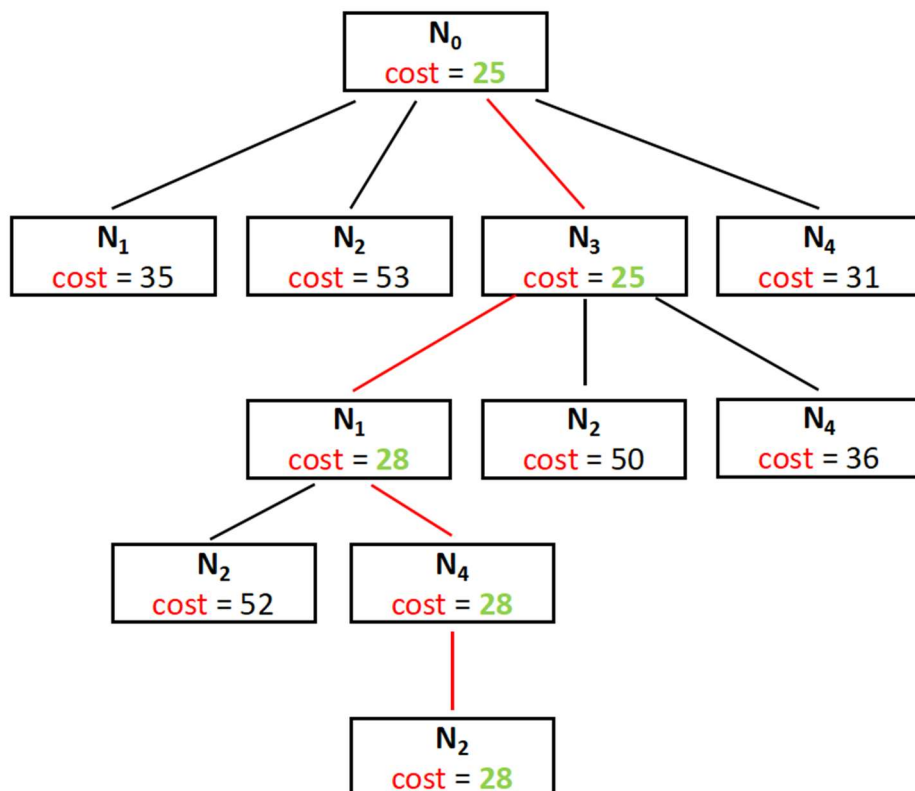 N₀
cost = 25
N₁
cost = 35
N₂
cost = 53
N₃
cost = 25
N₄
cost = 31
N₁
cost = 28
N₂
cost = 50
N₄
cost = 36
N₂
cost = 52
N₄
cost = 28
N₂
cost = 28